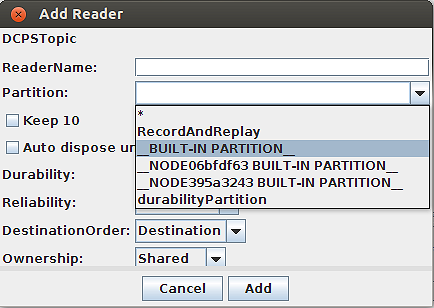 Add Reader
DCPSTopic
ReaderName:
Partition:
*
Keep 10
RecordAndReplay
__BUILT-IN PARTITION__
Auto dispose un
__NODE06bfdf63 BUILT-IN PARTITION__
Durability:
__NODE395a3243 BUILT-IN PARTITION__
durabilityPartition
Reliability:
DestinationOrder: Destination
Ownership: Shared
Cancel Add